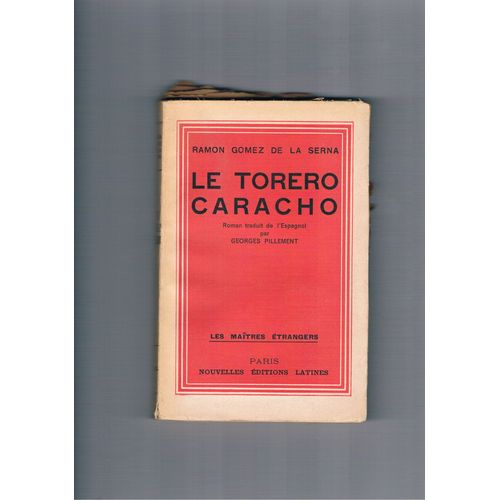 RAMON GOMEZ DE LA SERNA
LE TORERO
CARACHO
Roman traduit de l'Espagnol
par
GEORGES PILLEMENT
LES MAÎTRES ÉTRANGERS
PARIS
NOUVELLES ÉDITIONS LATINES